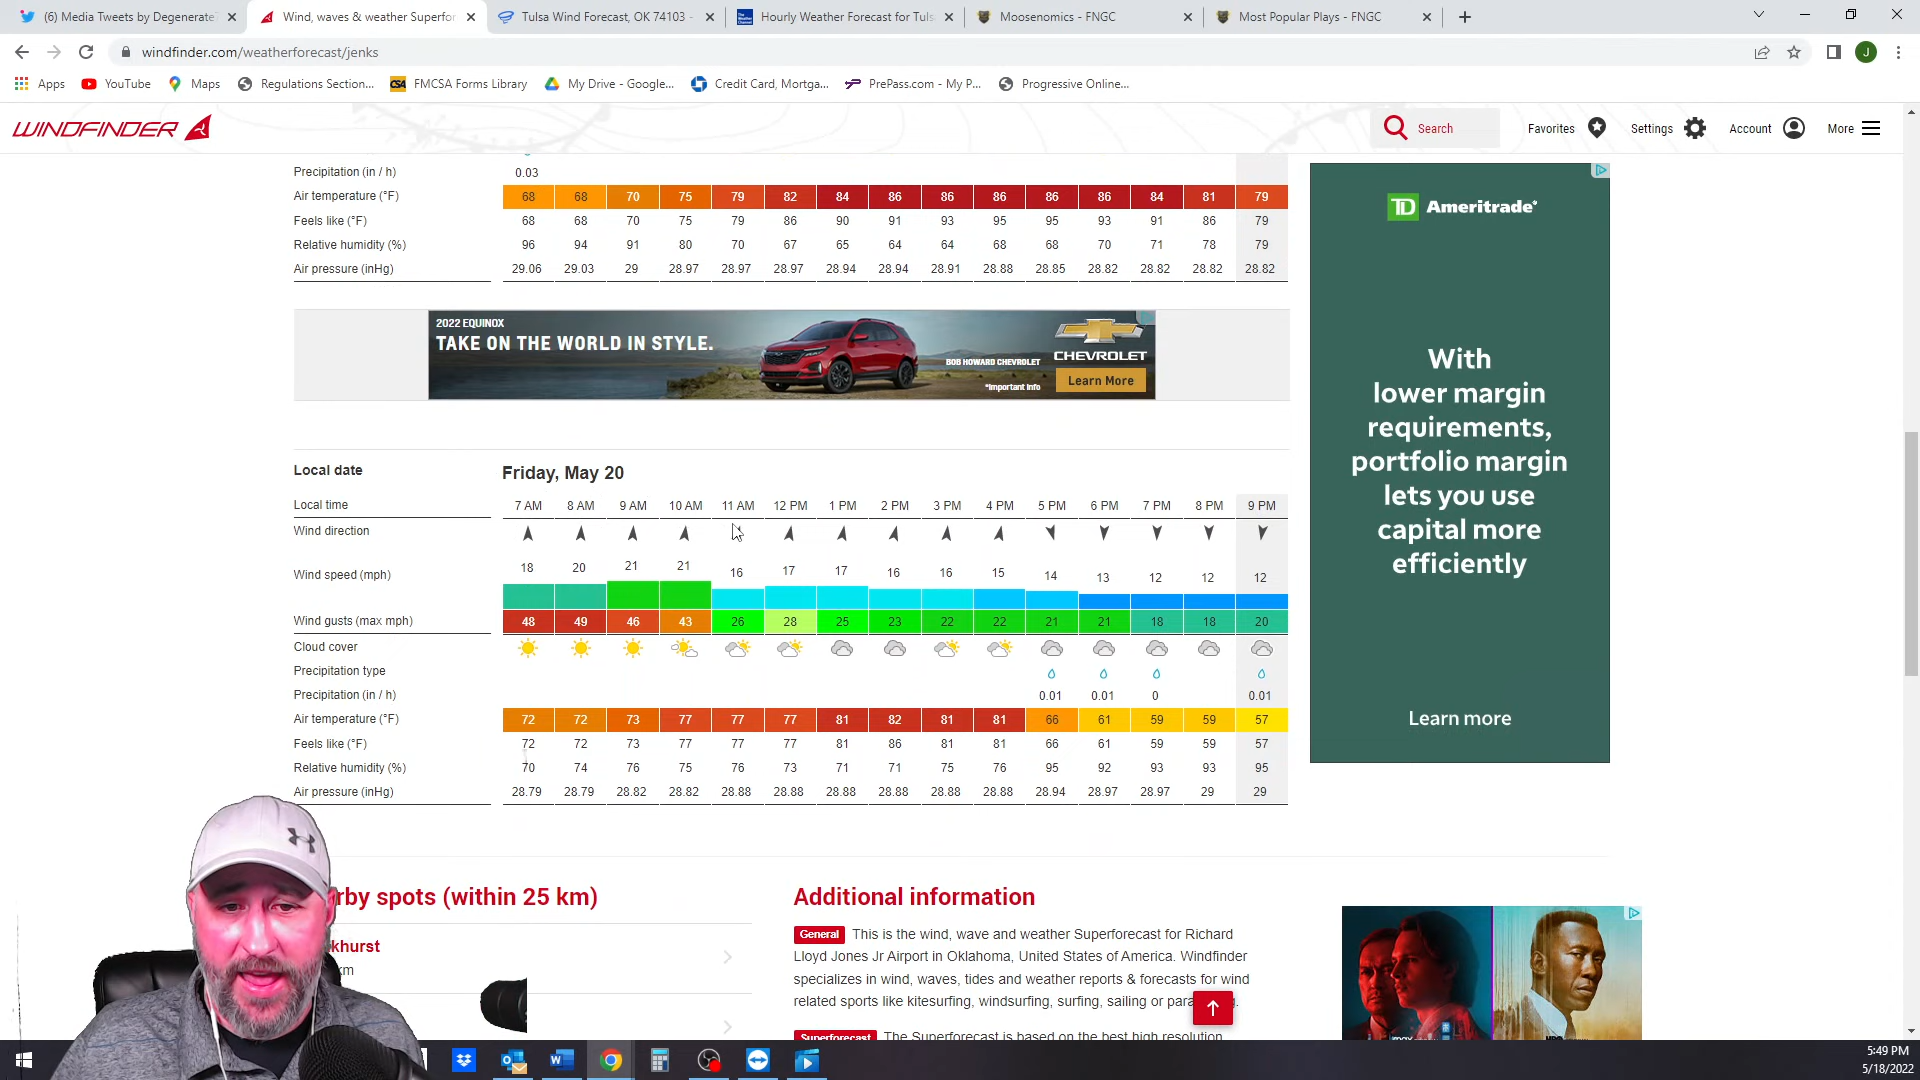 (6) Media Tweets by Degenerate
Wind, waves & weather Superfor
Tulsa Wind Forecast, OK 74103 -
Hourly Weather Forecast for Tuls
Moosenomics - FNGC
Most Popular Plays - FNGC
windfinder.com/weatherforecast/jenks
J
Apps
YouTube
Maps
Regulations Section...
CSA FMCSA Forms Library
My Drive - Google...
Credit Card, Mortga...
PrePass.com - My P...
Progressive Online...
WINDFINDER
Search
Favorites
Settings
Account
More
Precipitation (in / h) 0.03
Air temperature (°F) 68 68 70 75 79 82 84 86 86 86 86 86 84 81 79
Feels like (°F) 68 68 70 75 79 86 90 91 93 95 95 93 91 86 79
Relative humidity (%) 96 94 91 80 70 67 65 64 64 68 68 70 71 78 79
Air pressure (inHg) 29.06 29.03 29 28.97 28.97 28.97 28.94 28.94 28.91 28.88 28.85 28.82 28.82 28.82 28.82
2022 EQUINOX
TAKE ON THE WORLD IN STYLE.
BOB HOWARD CHEVROLET
*Important Info
CHEVROLET
Learn More
TD Ameritrade®
With
lower margin
requirements,
portfolio margin
lets you use
capital more
efficiently
Learn more
Local date Friday, May 20
Local time 7 AM 8 AM 9 AM 10 AM 11 AM 12 PM 1 PM 2 PM 3 PM 4 PM 5 PM 6 PM 7 PM 8 PM 9 PM
Wind direction
Wind speed (mph) 18 20 21 21 16 17 17 16 16 15 14 13 12 12 12
Wind gusts (max mph) 48 49 46 43 26 28 25 23 22 22 21 21 18 18 20
Cloud cover
Precipitation type
Precipitation (in / h) 0.01 0.01 0 0.01
Air temperature (°F) 72 72 73 77 77 77 81 82 81 81 66 61 59 59 57
Feels like (°F) 72 72 73 77 77 77 81 86 81 81 66 61 59 59 57
Relative humidity (%) 70 74 76 75 76 73 71 71 75 76 95 92 93 93 95
Air pressure (inHg) 28.79 28.79 28.82 28.82 28.88 28.88 28.88 28.88 28.88 28.88 28.94 28.97 28.97 29 29
rby spots (within 25 km)
khurst
km
Additional information
General This is the wind, wave and weather Superforecast for Richard
Lloyd Jones Jr Airport in Oklahoma, United States of America. Windfinder
specializes in wind, waves, tides and weather reports & forecasts for wind
related sports like kitesurfing, windsurfing, surfing, sailing or para
Superforecast The Superforecast is based on the best high resolution
5:49 PM
5/18/2022